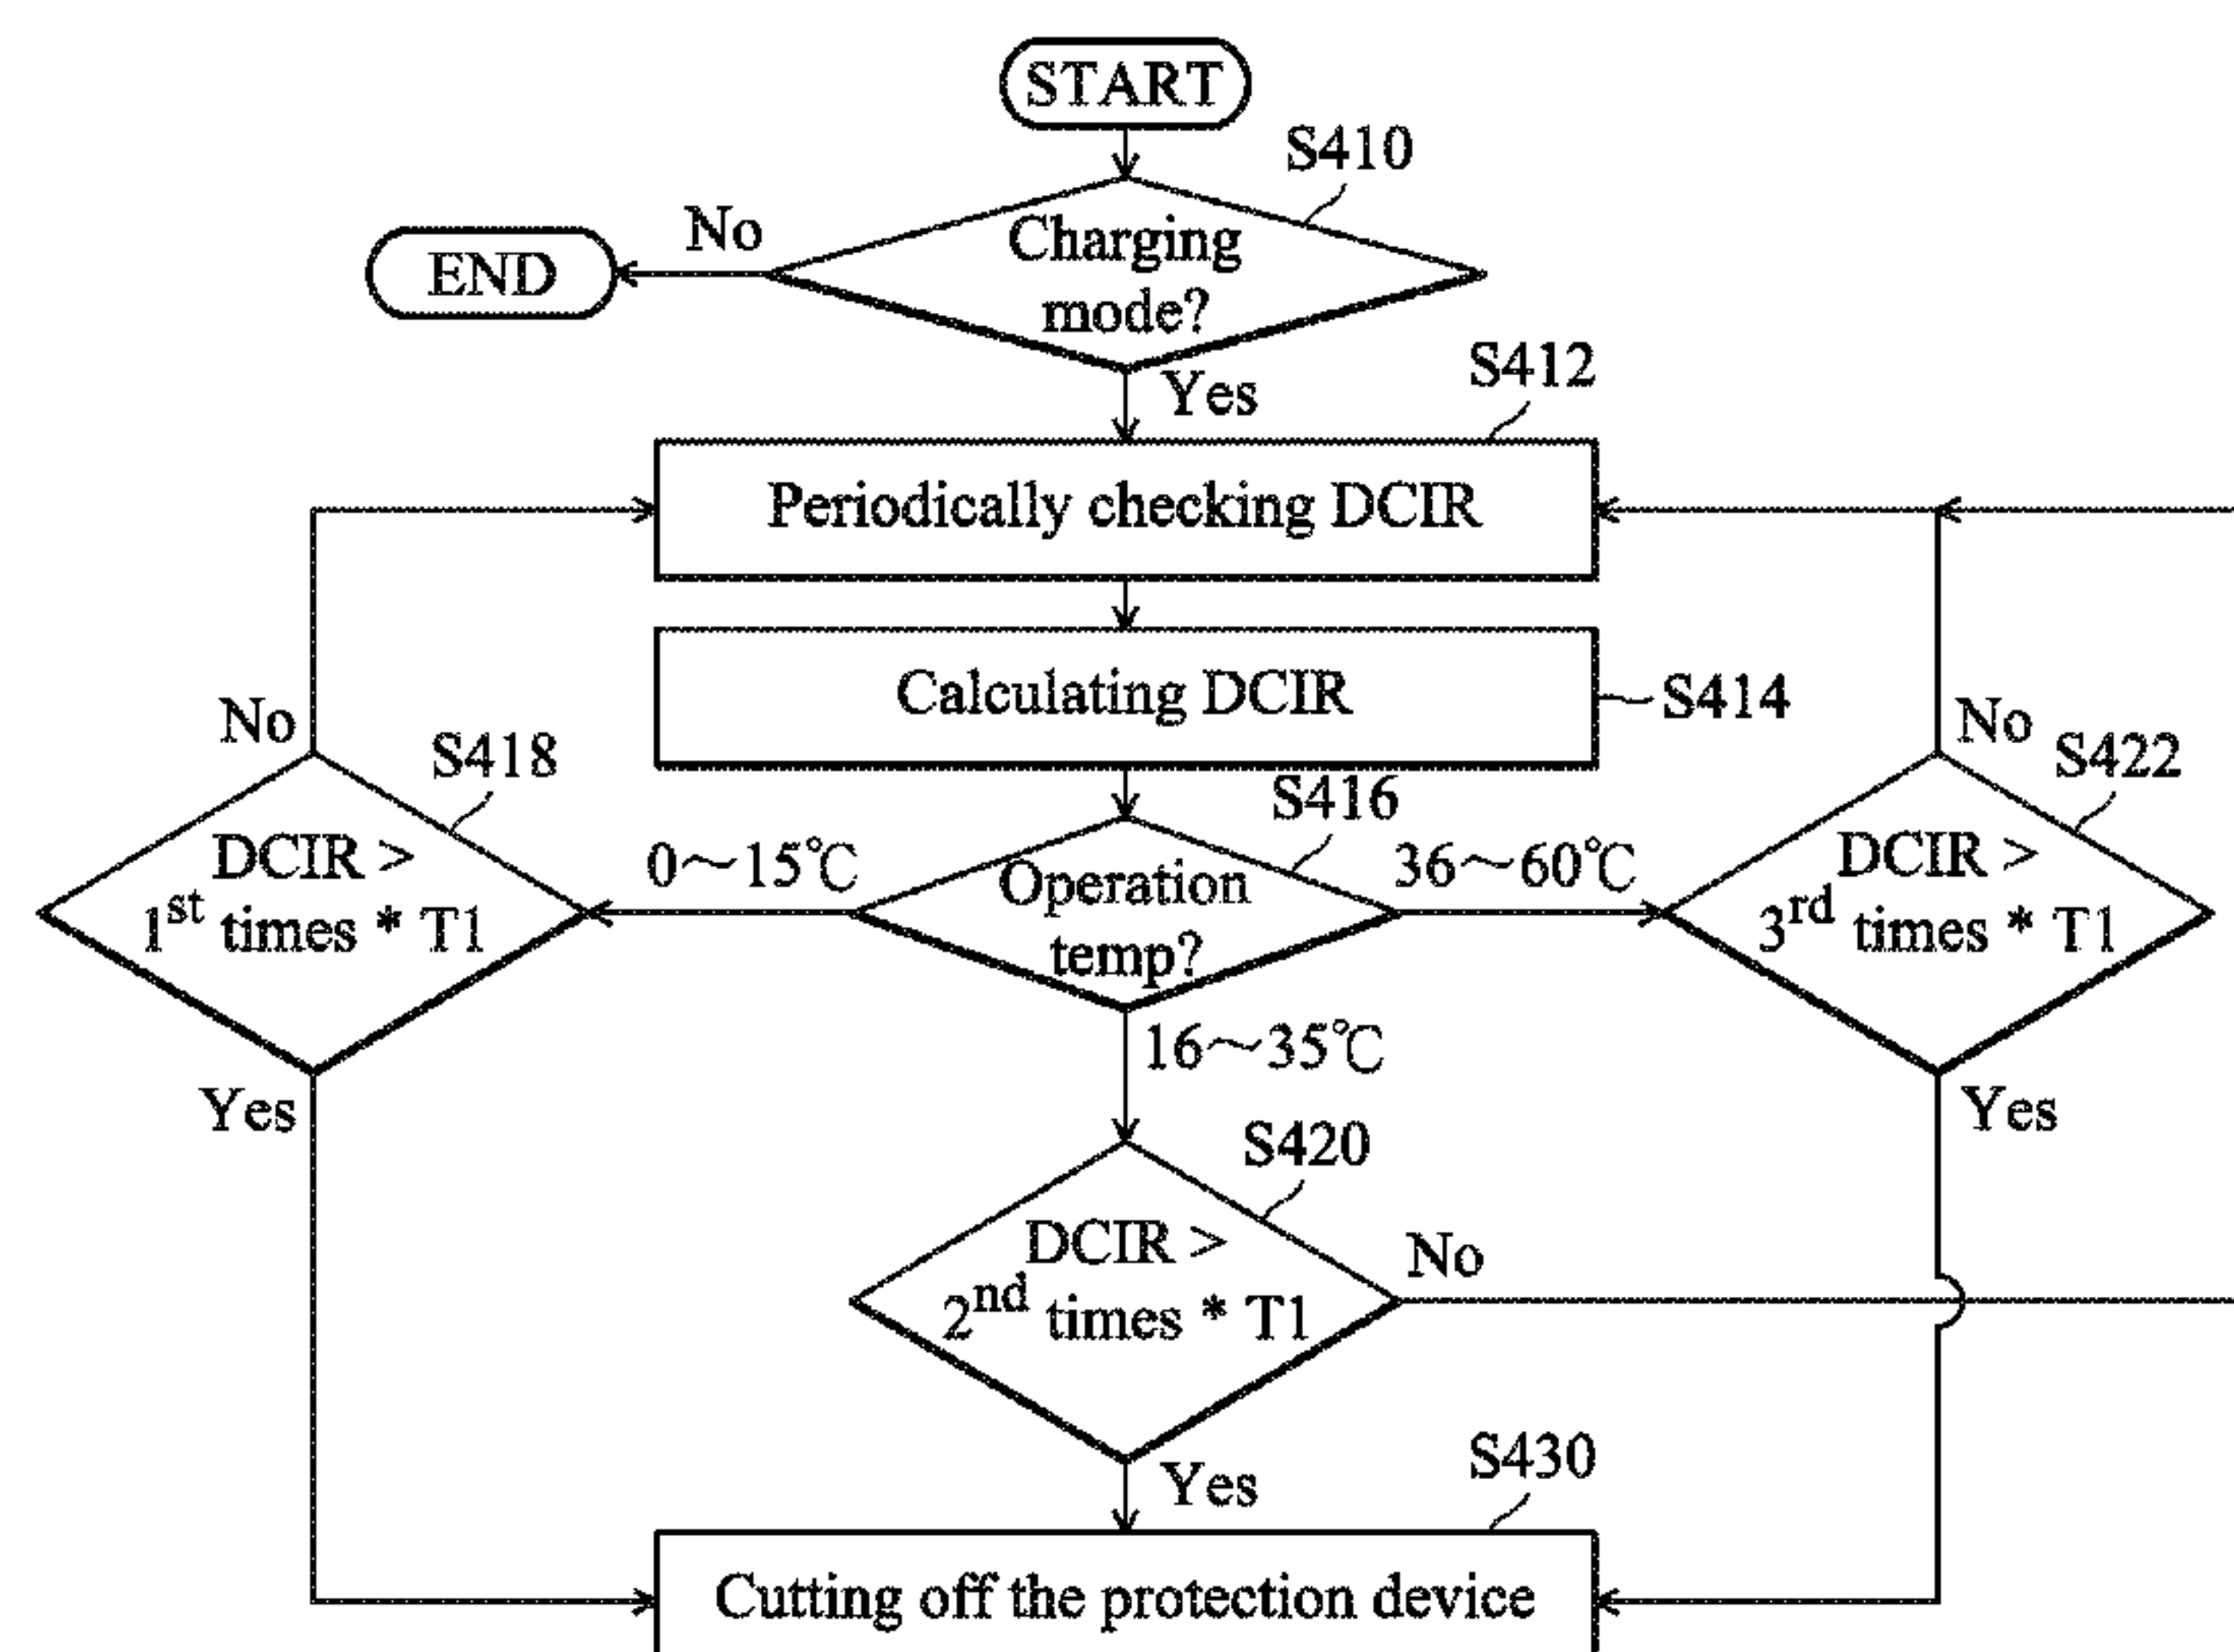 START
S410
No
Charging
END
mode?
S412
Yes
Periodically checking DCIR
Calculating DCIR
S414
No
No
S418
S422
S416
DCIR >
0～15℃
Operation
36～60℃
DCIR >
1st times * T1
temp?
3rd times * T1
16～35℃
Yes
Yes
S420
DCIR >
No
2nd times * T1
S430
Yes
Cutting off the protection device